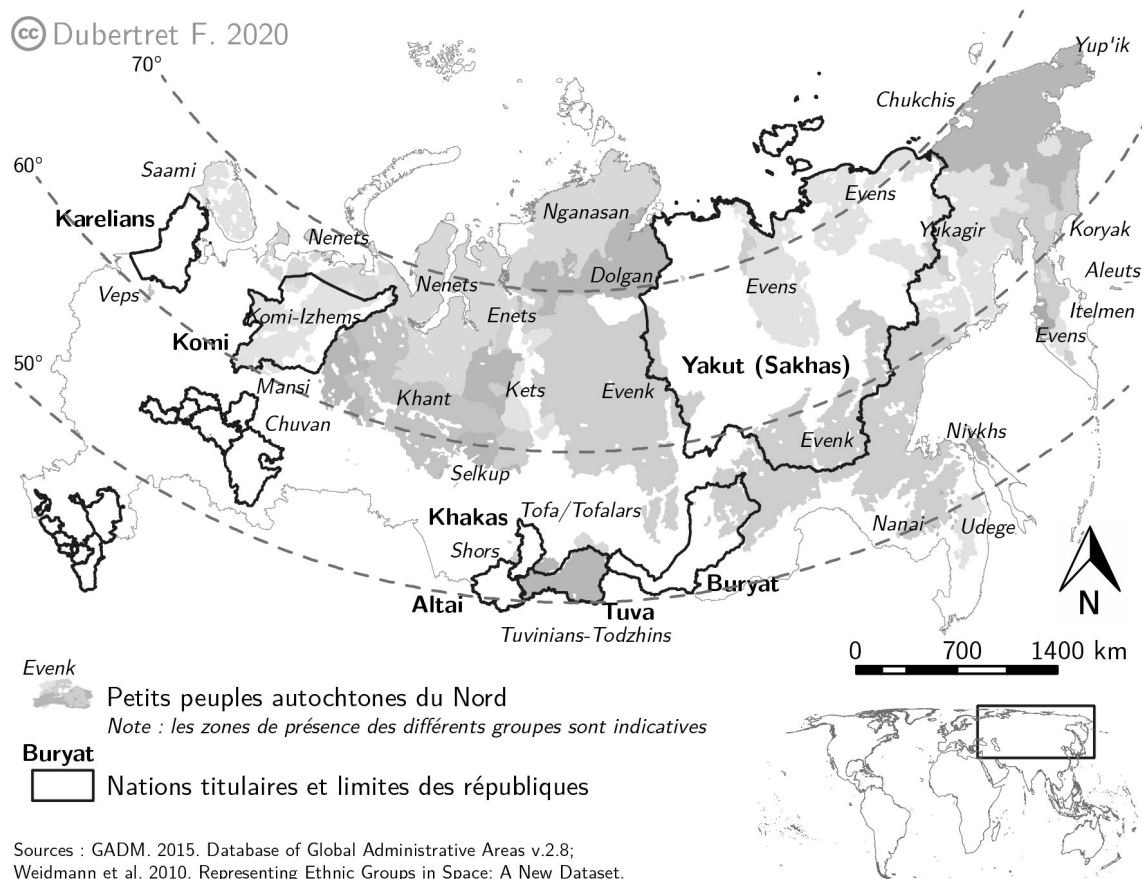 cc Dubertret F. 2020
70°
60°
50°
Yup'ik
Chukchis
Saami
Karelians
Nenets
Nganasan
Evens
Yukagir
Koryak
Veps
Nenets
Dolgan
Evens
Aleuts
Komi-Izhems
Enets
Itelmen
Komi
Evens
Yakut (Sakhas)
Mansi
Khant
Kets
Evenk
Chuvan
Evenk
Nivkhs
Selkup
Khakas
Tofa/Tofalars
Nanai
Udege
Shors
Altai
Tuva
Buryat
Tuvinians-Todzhins
N
0 700 1400 km
Evenk
Petits peuples autochtones du Nord
Note : les zones de présence des différents groupes sont indicatives
Buryat
Nations titulaires et limites des républiques
Sources : GADM. 2015. Database of Global Administrative Areas v.2.8;
Weidmann et al. 2010. Representing Ethnic Groups in Space: A New Dataset.